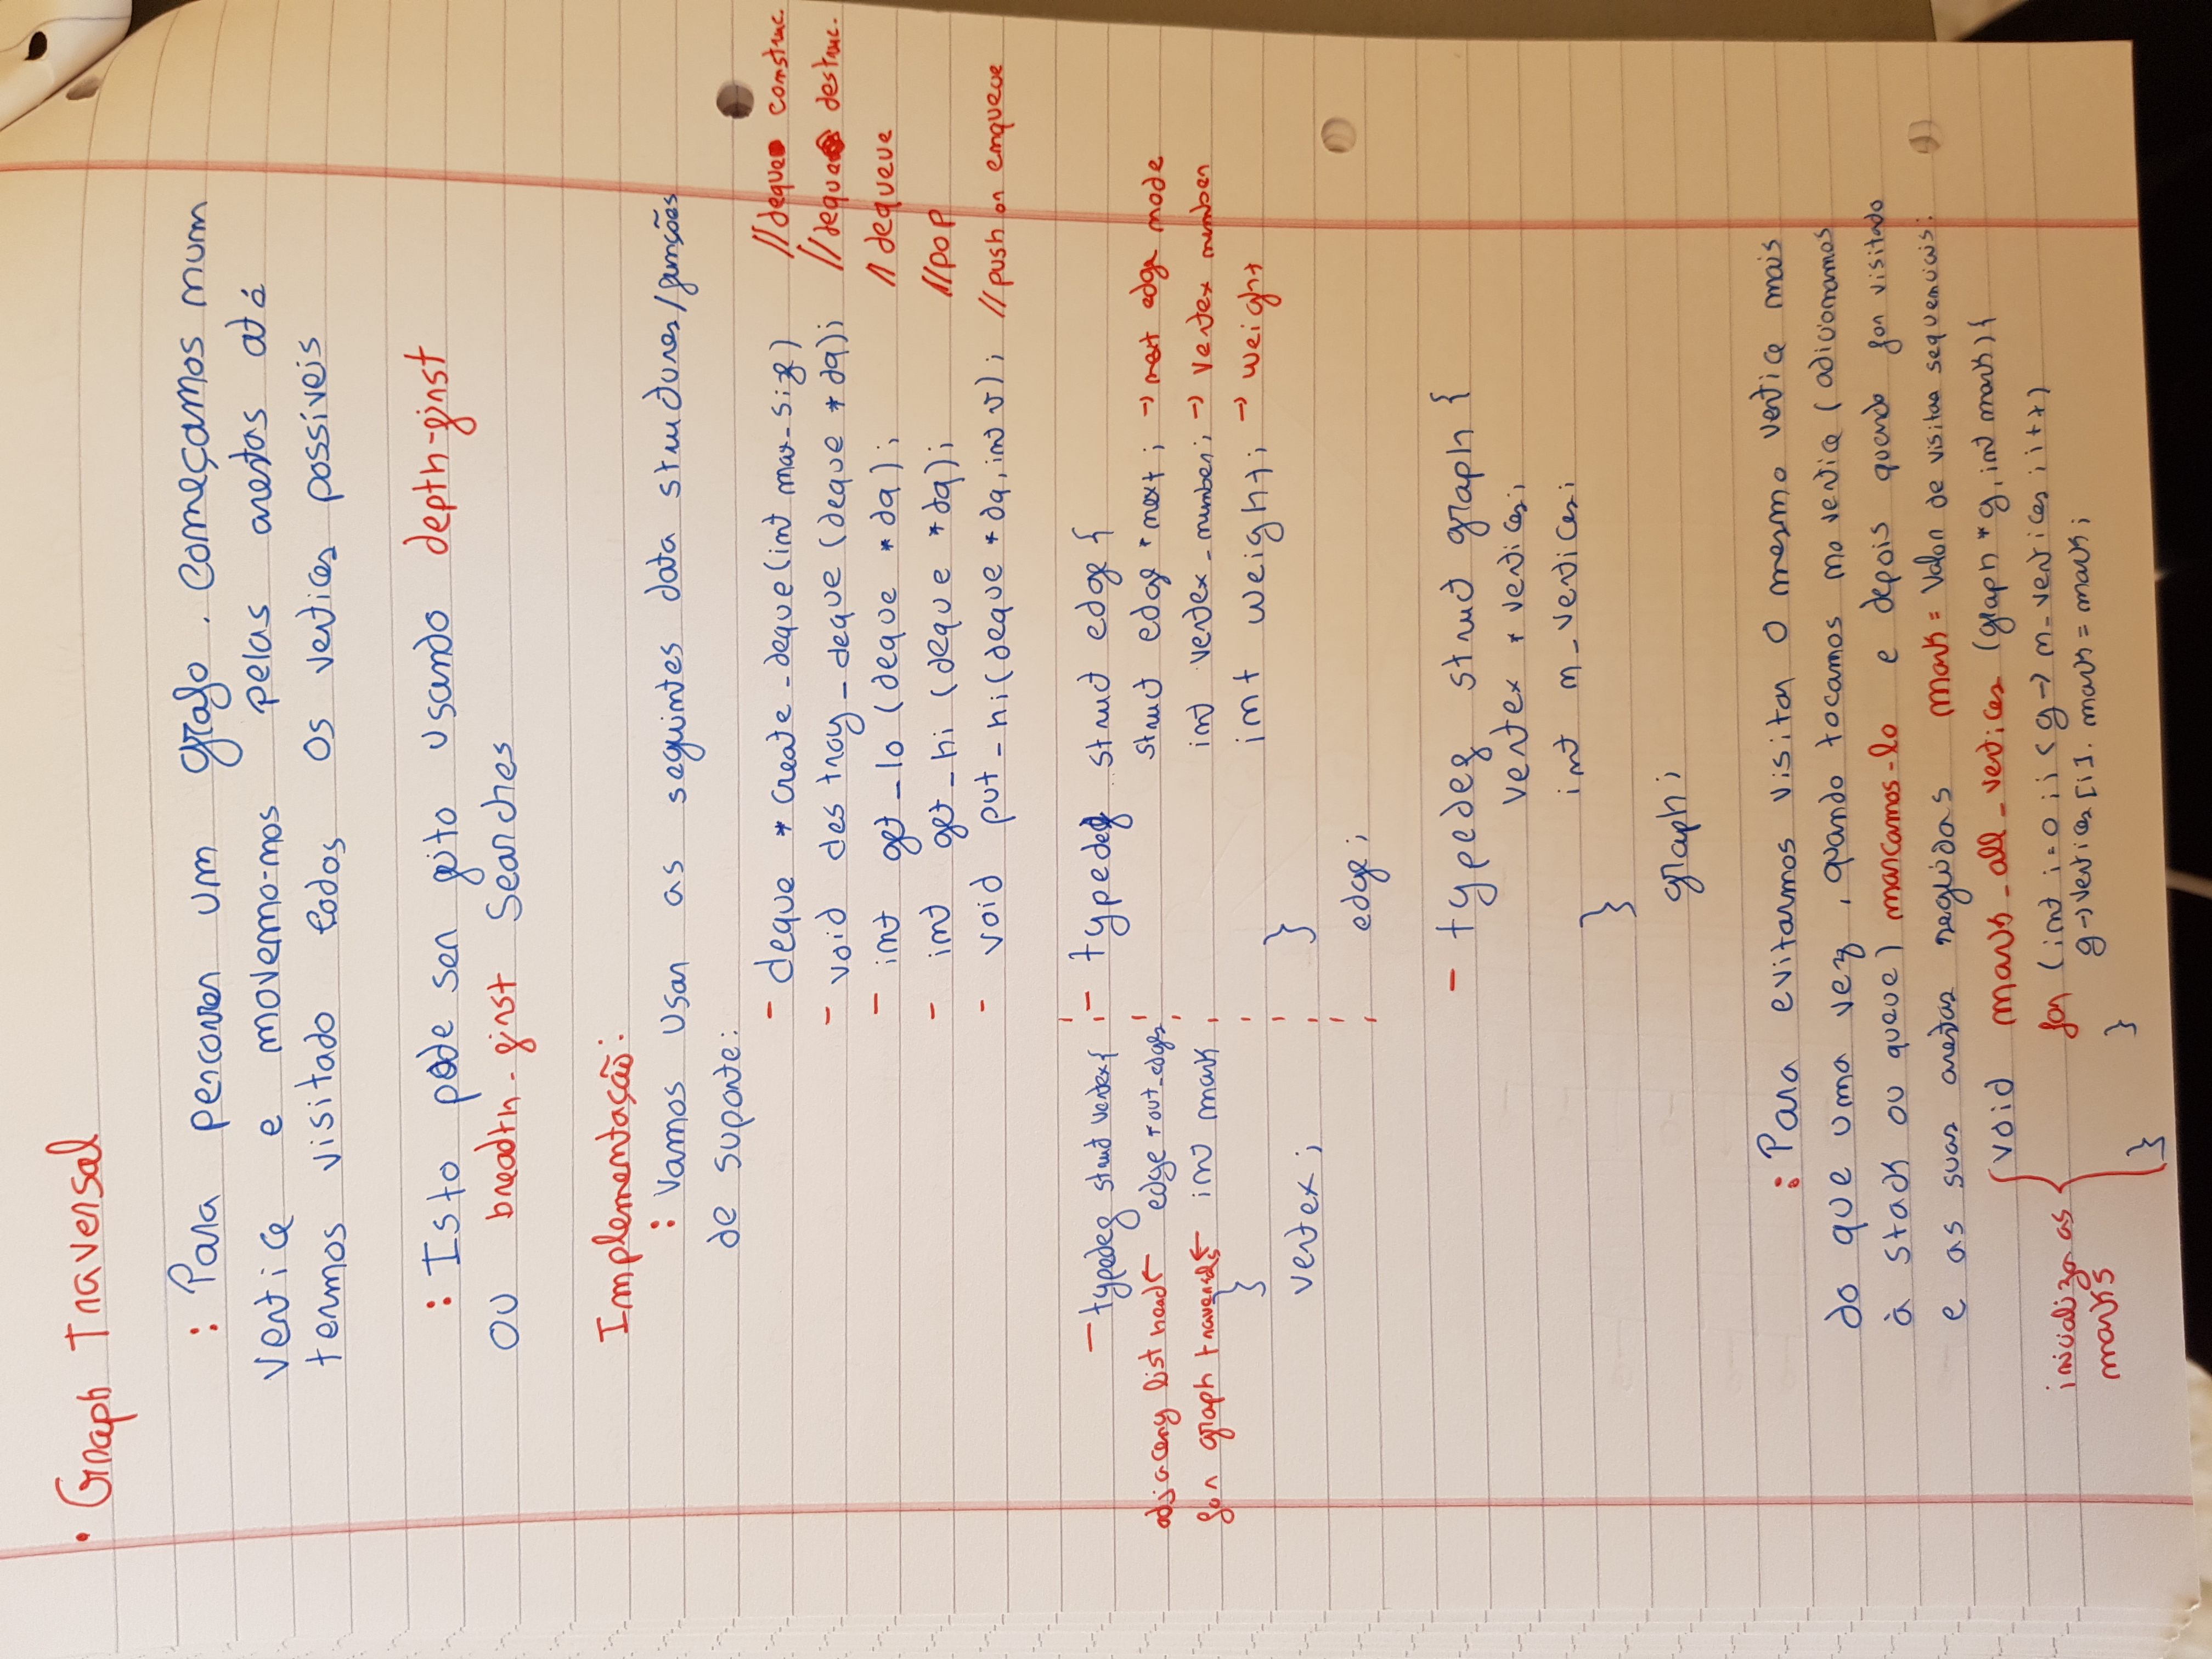 • Graph Traversal
: Para percorrer um grafo. Começamos num
vertice e movemo-nos pelas arestas até
termos visitado todos os vertices possíveis
: Isto pode ser feito usando depth-first
ou breadth-first Searches
Implementação:
: Vamos usar as seguintes data structures/funções
de suporte:
- deque *create_deque(int max_size) //deque construc.
- void destroy_deque (deque *dq); //deque destruc.
- int get_lo (deque *dq); // dequeue
- int get_hi (deque *dq); //pop
- void put_hi(deque *dq, int v); //push or enqueue
- typedef struct vertex{
adjaceny list head ← edge *out_edges
for graph traversals ← int mark
}
vertex;
- typedef struct edge {
struct edge *next; → next edge node
int vertex_number; → vertex number
int weight; → weight
}
edge;
- typedef struct graph {
vertex * vertices;
int n_vertices;
}
graph;
: Para evitarmos visitar o mesmo vertice mais
do que uma vez, quando tocamos no vertice (adicionamos
à stack ou queue) marcamos-lo e depois quando for visitado
e as suas arestas seguidas mark = Valor de visitas sequenciais:
void mark_all_vertices (graph *g, int mark){
for (int i=0; i < g→ n_vertices; i++)
inicializa as
marks
g→vertices[i]. mark = mark;
}
}